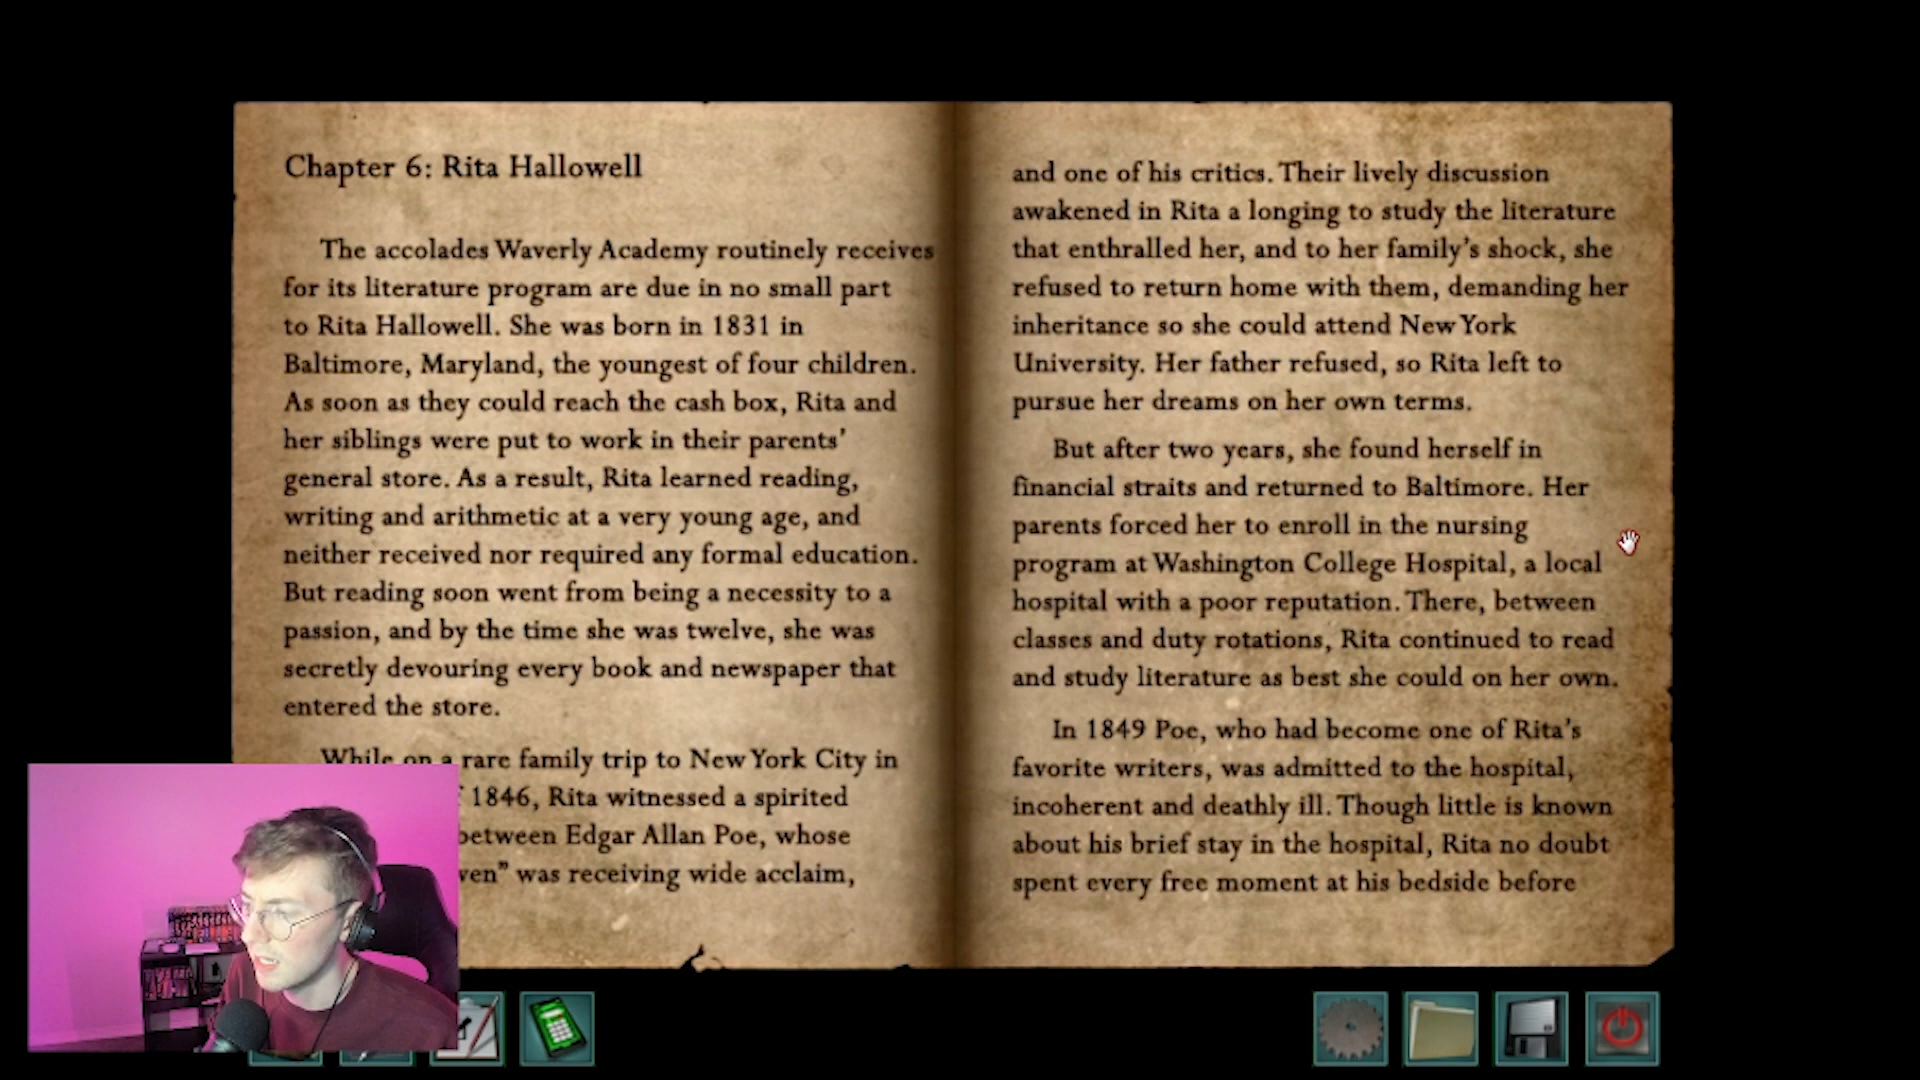 Chapter 6: Rita Hallowell
The accolades Waverly Academy routinely receives
for its literature program are due in no small part
to Rita Hallowell. She was born in 1831 in
Baltimore, Maryland, the youngest of four children.
As soon as they could reach the cash box, Rita and
her siblings were put to work in their parents'
general store. As a result, Rita learned reading,
writing and arithmetic at a very young age, and
neither received nor required any formal education.
But reading soon went from being a necessity to a
passion, and by the time she was twelve, she was
secretly devouring every book and newspaper that
entered the store.
While on a rare family trip to New York City in
1846, Rita witnessed a spirited
between Edgar Allan Poe, whose
ven” was receiving wide acclaim,
and one of his critics. Their lively discussion
awakened in Rita a longing to study the literature
that enthralled her, and to her family's shock, she
refused to return home with them, demanding her
inheritance so she could attend New York
University. Her father refused, so Rita left to
pursue her dreams on her own terms.
But after two years, she found herself in
financial straits and returned to Baltimore. Her
parents forced her to enroll in the nursing
program at Washington College Hospital, a local
hospital with a poor reputation. There, between
classes and duty rotations, Rita continued to read
and study literature as best she could on her own.
In 1849 Poe, who had become one of Rita's
favorite writers, was admitted to the hospital,
incoherent and deathly ill. Though little is known
about his brief stay in the hospital, Rita no doubt
spent every free moment at his bedside before